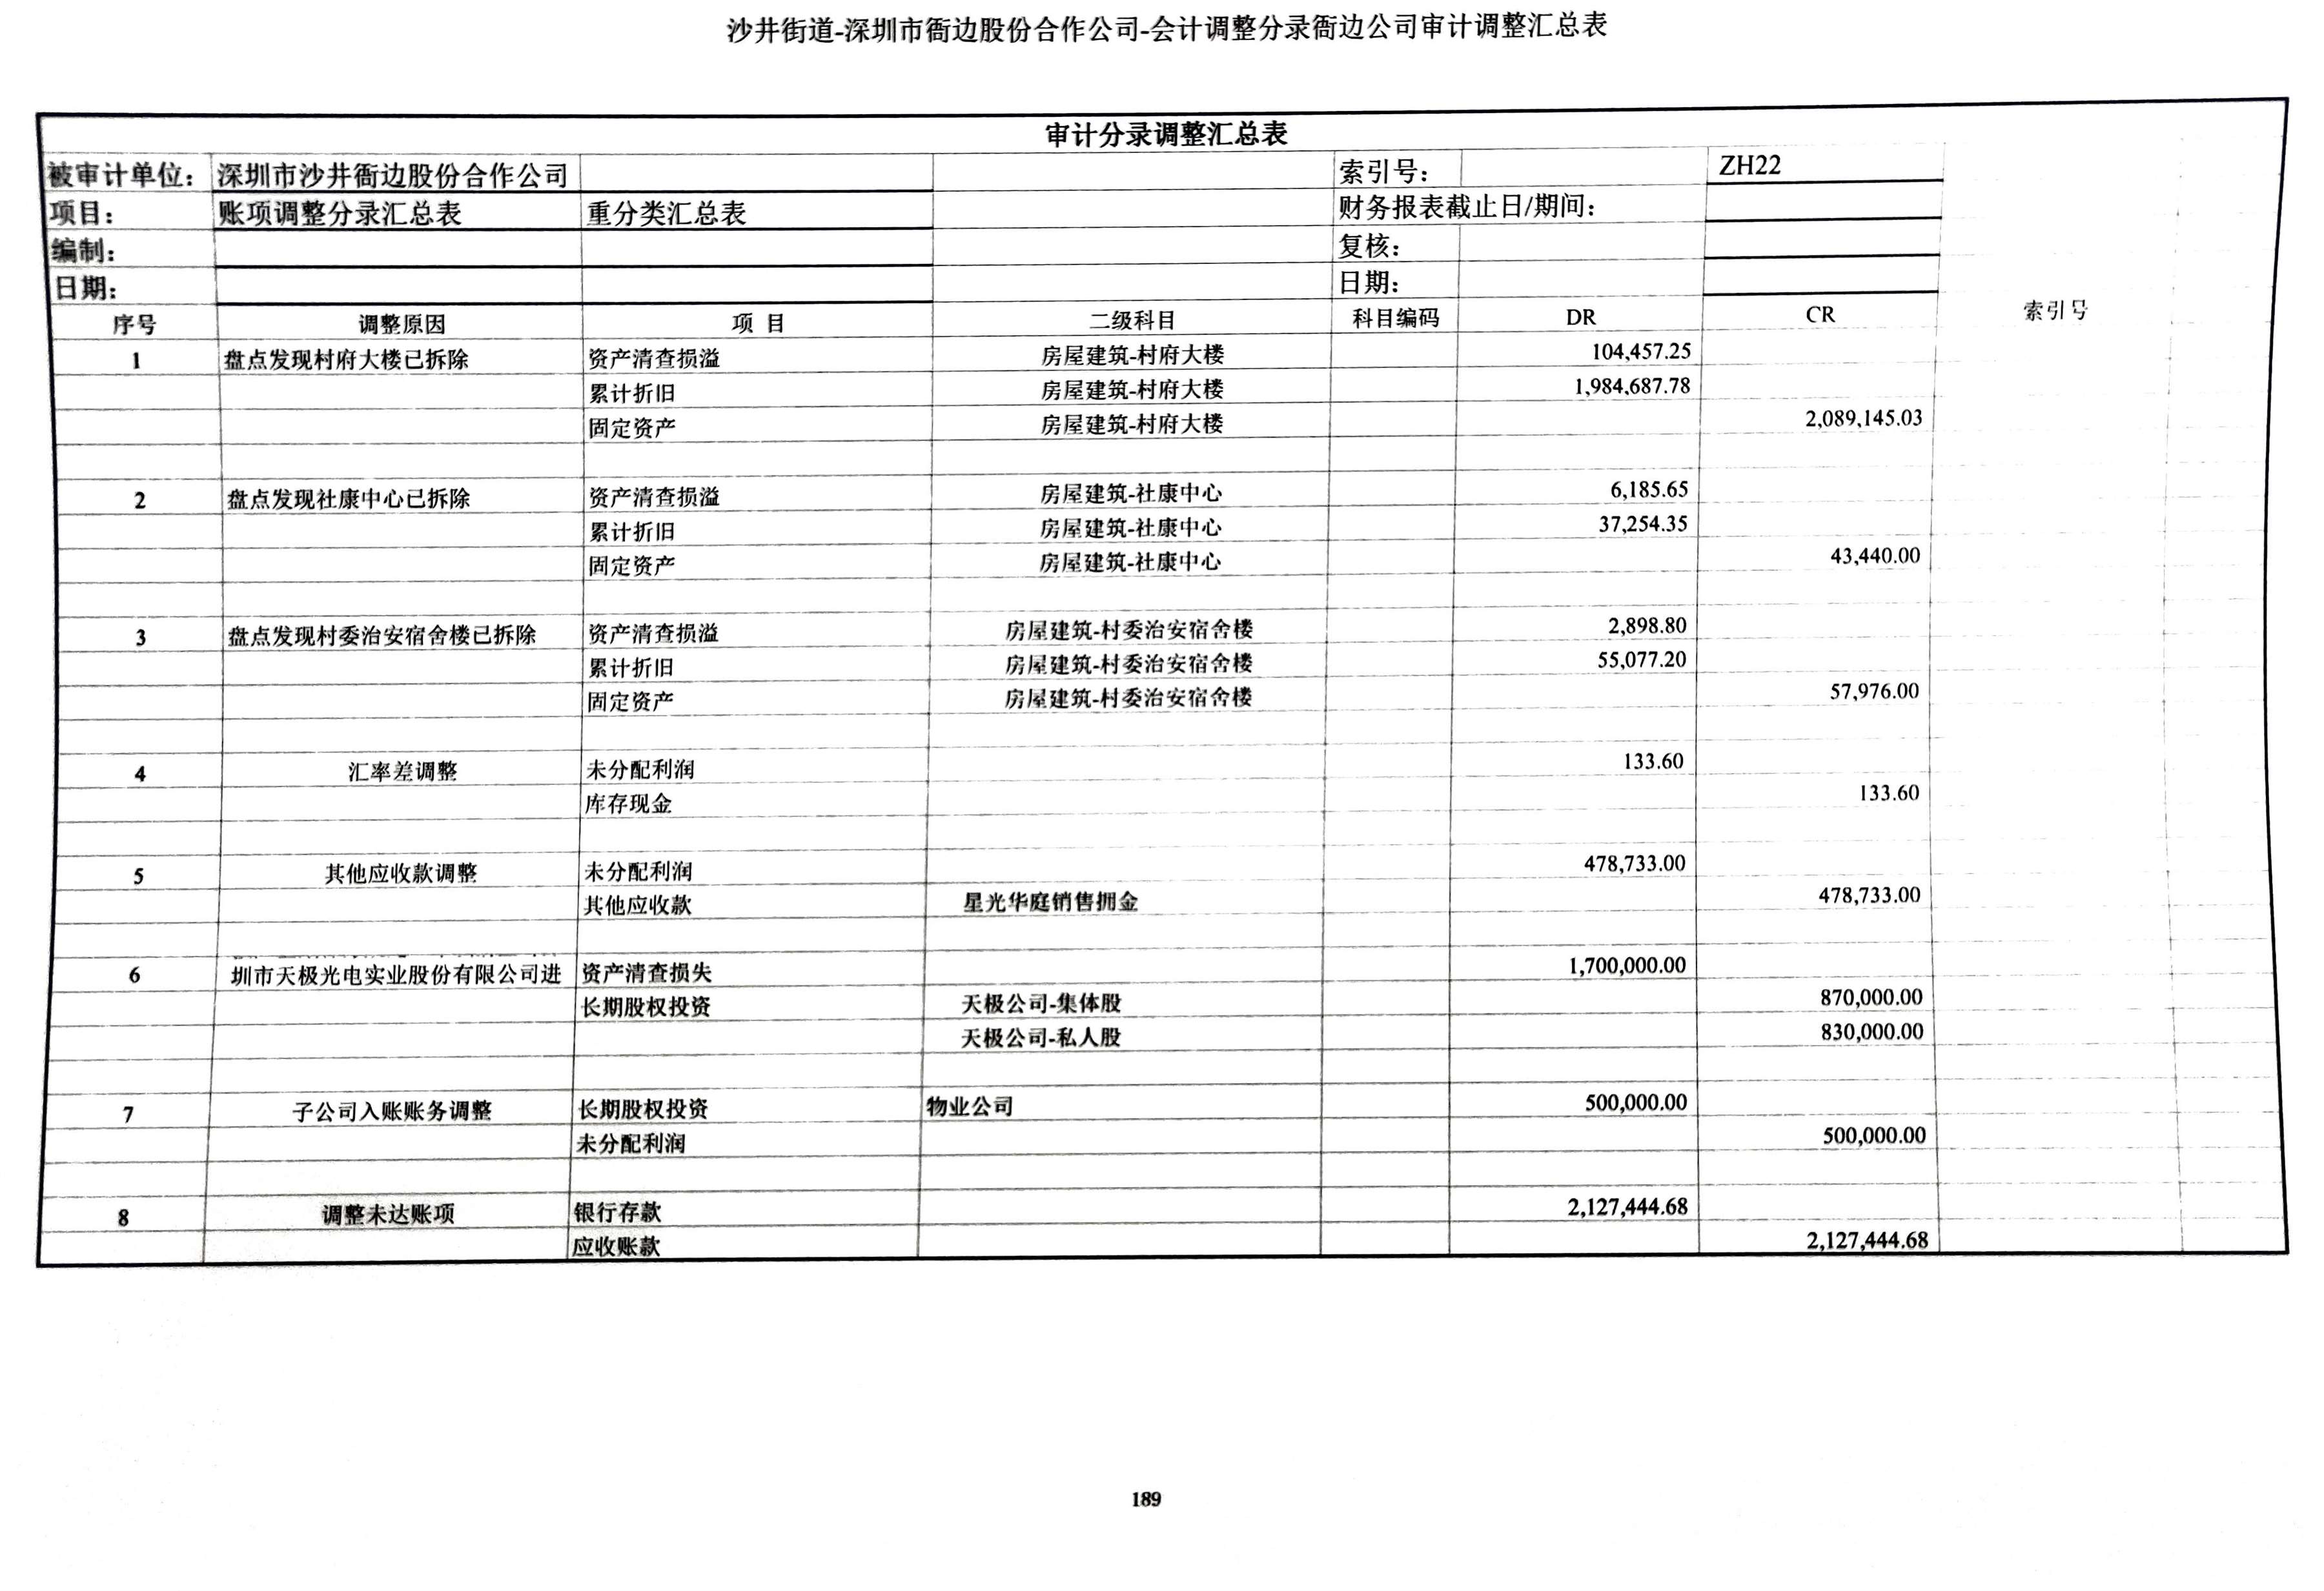 沙井街道-深圳市衙边股份合作公司-会计调整分录衙边公司审计调整汇总表
审计分录调整汇总表
被审计单位： 深圳市沙井衙边股份合作公司 索引号： ZH22
项目： 账项调整分录汇总表 重分类汇总表 财务报表截止日/期间：
编制： 复核：
日期： 日期：
序号 调整原因 项 目 二级科目 科目编码 DR CR 索引号
1 盘点发现村府大楼已拆除 资产清查损溢 房屋建筑-村府大楼 104,457.25
累计折旧 房屋建筑-村府大楼 1,984,687.78
固定资产 房屋建筑-村府大楼 2,089,145.03
2 盘点发现社康中心已拆除 资产清查损溢 房屋建筑-社康中心 6,185.65
累计折旧 房屋建筑-社康中心 37,254.35
固定资产 房屋建筑-社康中心 43,440.00
3 盘点发现村委治安宿舍楼已拆除 资产清查损溢 房屋建筑-村委治安宿舍楼 2,898.80
累计折旧 房屋建筑-村委治安宿舍楼 55,077.20
固定资产 房屋建筑-村委治安宿舍楼 57,976.00
4 汇率差调整 未分配利润 133.60
库存现金 133.60
5 其他应收款调整 未分配利润 478,733.00
其他应收款 星光华庭销售拥金 478,733.00
6 圳市天极光电实业股份有限公司进 资产清查损失 1,700,000.00
长期股权投资 天极公司-集体股 870,000.00
天极公司-私人股 830,000.00
7 子公司入账账务调整 长期股权投资 物业公司 500,000.00
未分配利润 500,000.00
8 调整未达账项 银行存款 2,127,444.68
应收账款 2,127,444.68
189